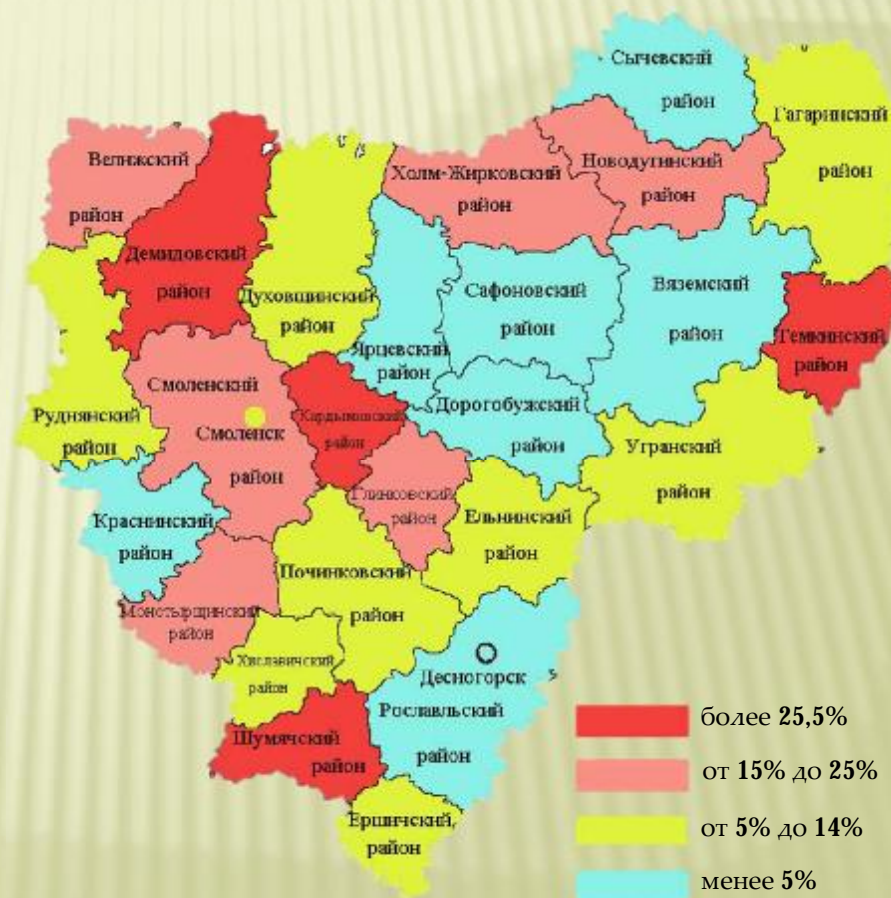 Сычевский
район
Гагаринский
район
Велижский
район
Холм-Жирковский
район
Новодугинский
район
Демидовский
район
Духовщинский
район
Сафоновский
район
Вяземский
район
Ярцевский
район
Темкинский
район
Смоленский
Смоленск
район
Руднянский
район
Кардымовский
район
Дорогобужский
район
Угранский
район
Глинковский
район
Ельнинский
район
Краснинский
район
Починковский
район
Монстырщинский
район
Хиславичский
район
Десногорск
Рославльский
район
Шумячский
район
Ершичский,
район
более 25,5%
от 15% до 25%
от 5% до 14%
менее 5%